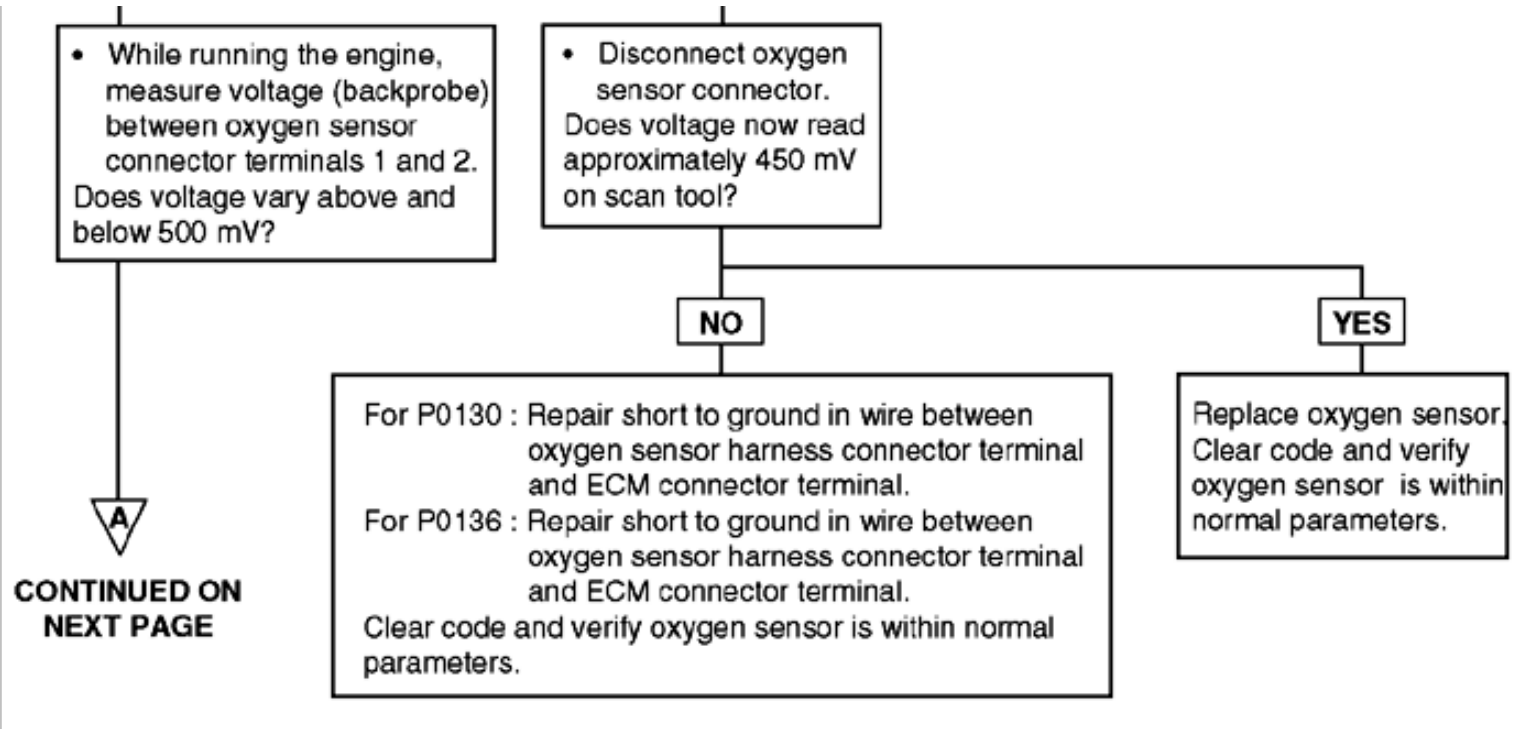 • While running the engine,
measure voltage (backprobe)
between oxygen sensor
connector terminals 1 and 2.
Does voltage vary above and
below 500 mV?
• Disconnect oxygen
sensor connector.
Does voltage now read
approximately 450 mV
on scan tool?
NO
YES
For P0130 : Repair short to ground in wire between
oxygen sensor harness connector terminal
and ECM connector terminal.
For P0136 : Repair short to ground in wire between
oxygen sensor harness connector terminal
and ECM connector terminal.
Clear code and verify oxygen sensor is within normal
parameters.
Replace oxygen sensor.
Clear code and verify
oxygen sensor is within
normal parameters.
A
CONTINUED ON
NEXT PAGE